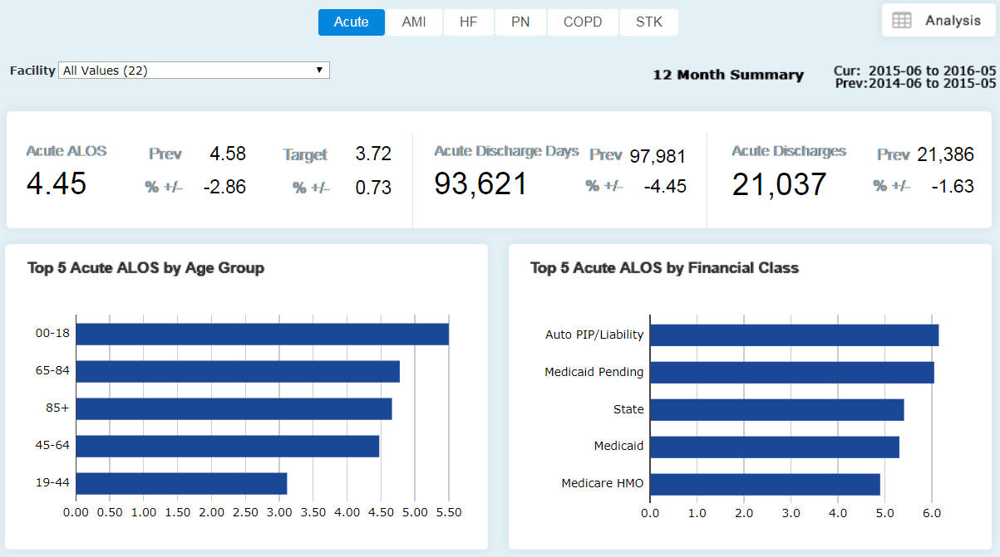 Acute AMI HF PN COPD STK Analysis
Facility All Values (22) ▼ 12 Month Summary Cur: 2015-06 to 2016-05
Prev:2014-06 to 2015-05
Acute ALOS Prev 4.58 Target 3.72 Acute Discharge Days Prev 97,981 Acute Discharges Prev 21,386
4.45 % +/- -2.86 % +/- 0.73 93,621 % +/- -4.45 21,037 % +/- -1.63
Top 5 Acute ALOS by Age Group
00-18
65-84
85+
45-64
19-44
0.00 0.50 1.00 1.50 2.00 2.50 3.00 3.50 4.00 4.50 5.00 5.50
Top 5 Acute ALOS by Financial Class
Auto PIP/Liability
Medicaid Pending
State
Medicaid
Medicare HMO
0.0 1.0 2.0 3.0 4.0 5.0 6.0